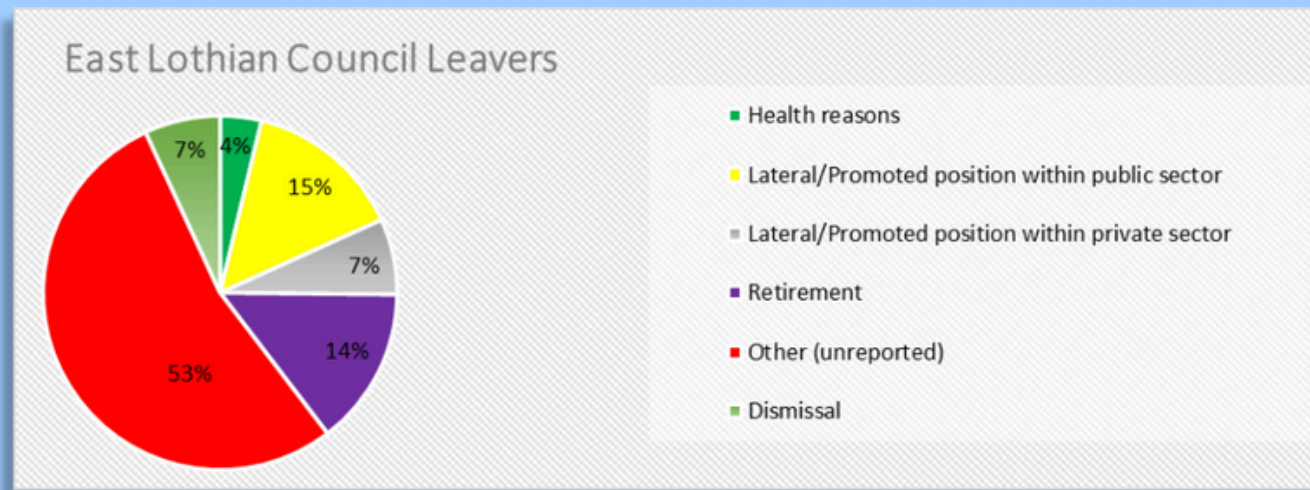 East Lothian Council Leavers
7%
4%
15%
7%
14%
53%
Health reasons
Lateral/Promoted position within public sector
Lateral/Promoted position within private sector
Retirement
Other (unreported)
Dismissal